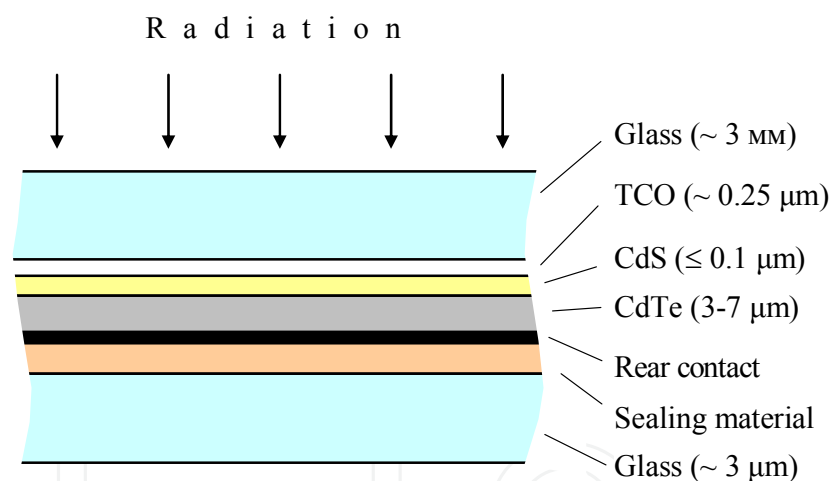 R a d i a t i o n
Glass (~ 3 мм)
TCO (~ 0.25 μm)
CdS (≤ 0.1 μm)
CdTe (3-7 μm)
Rear contact
Sealing material
Glass (~ 3 μm)